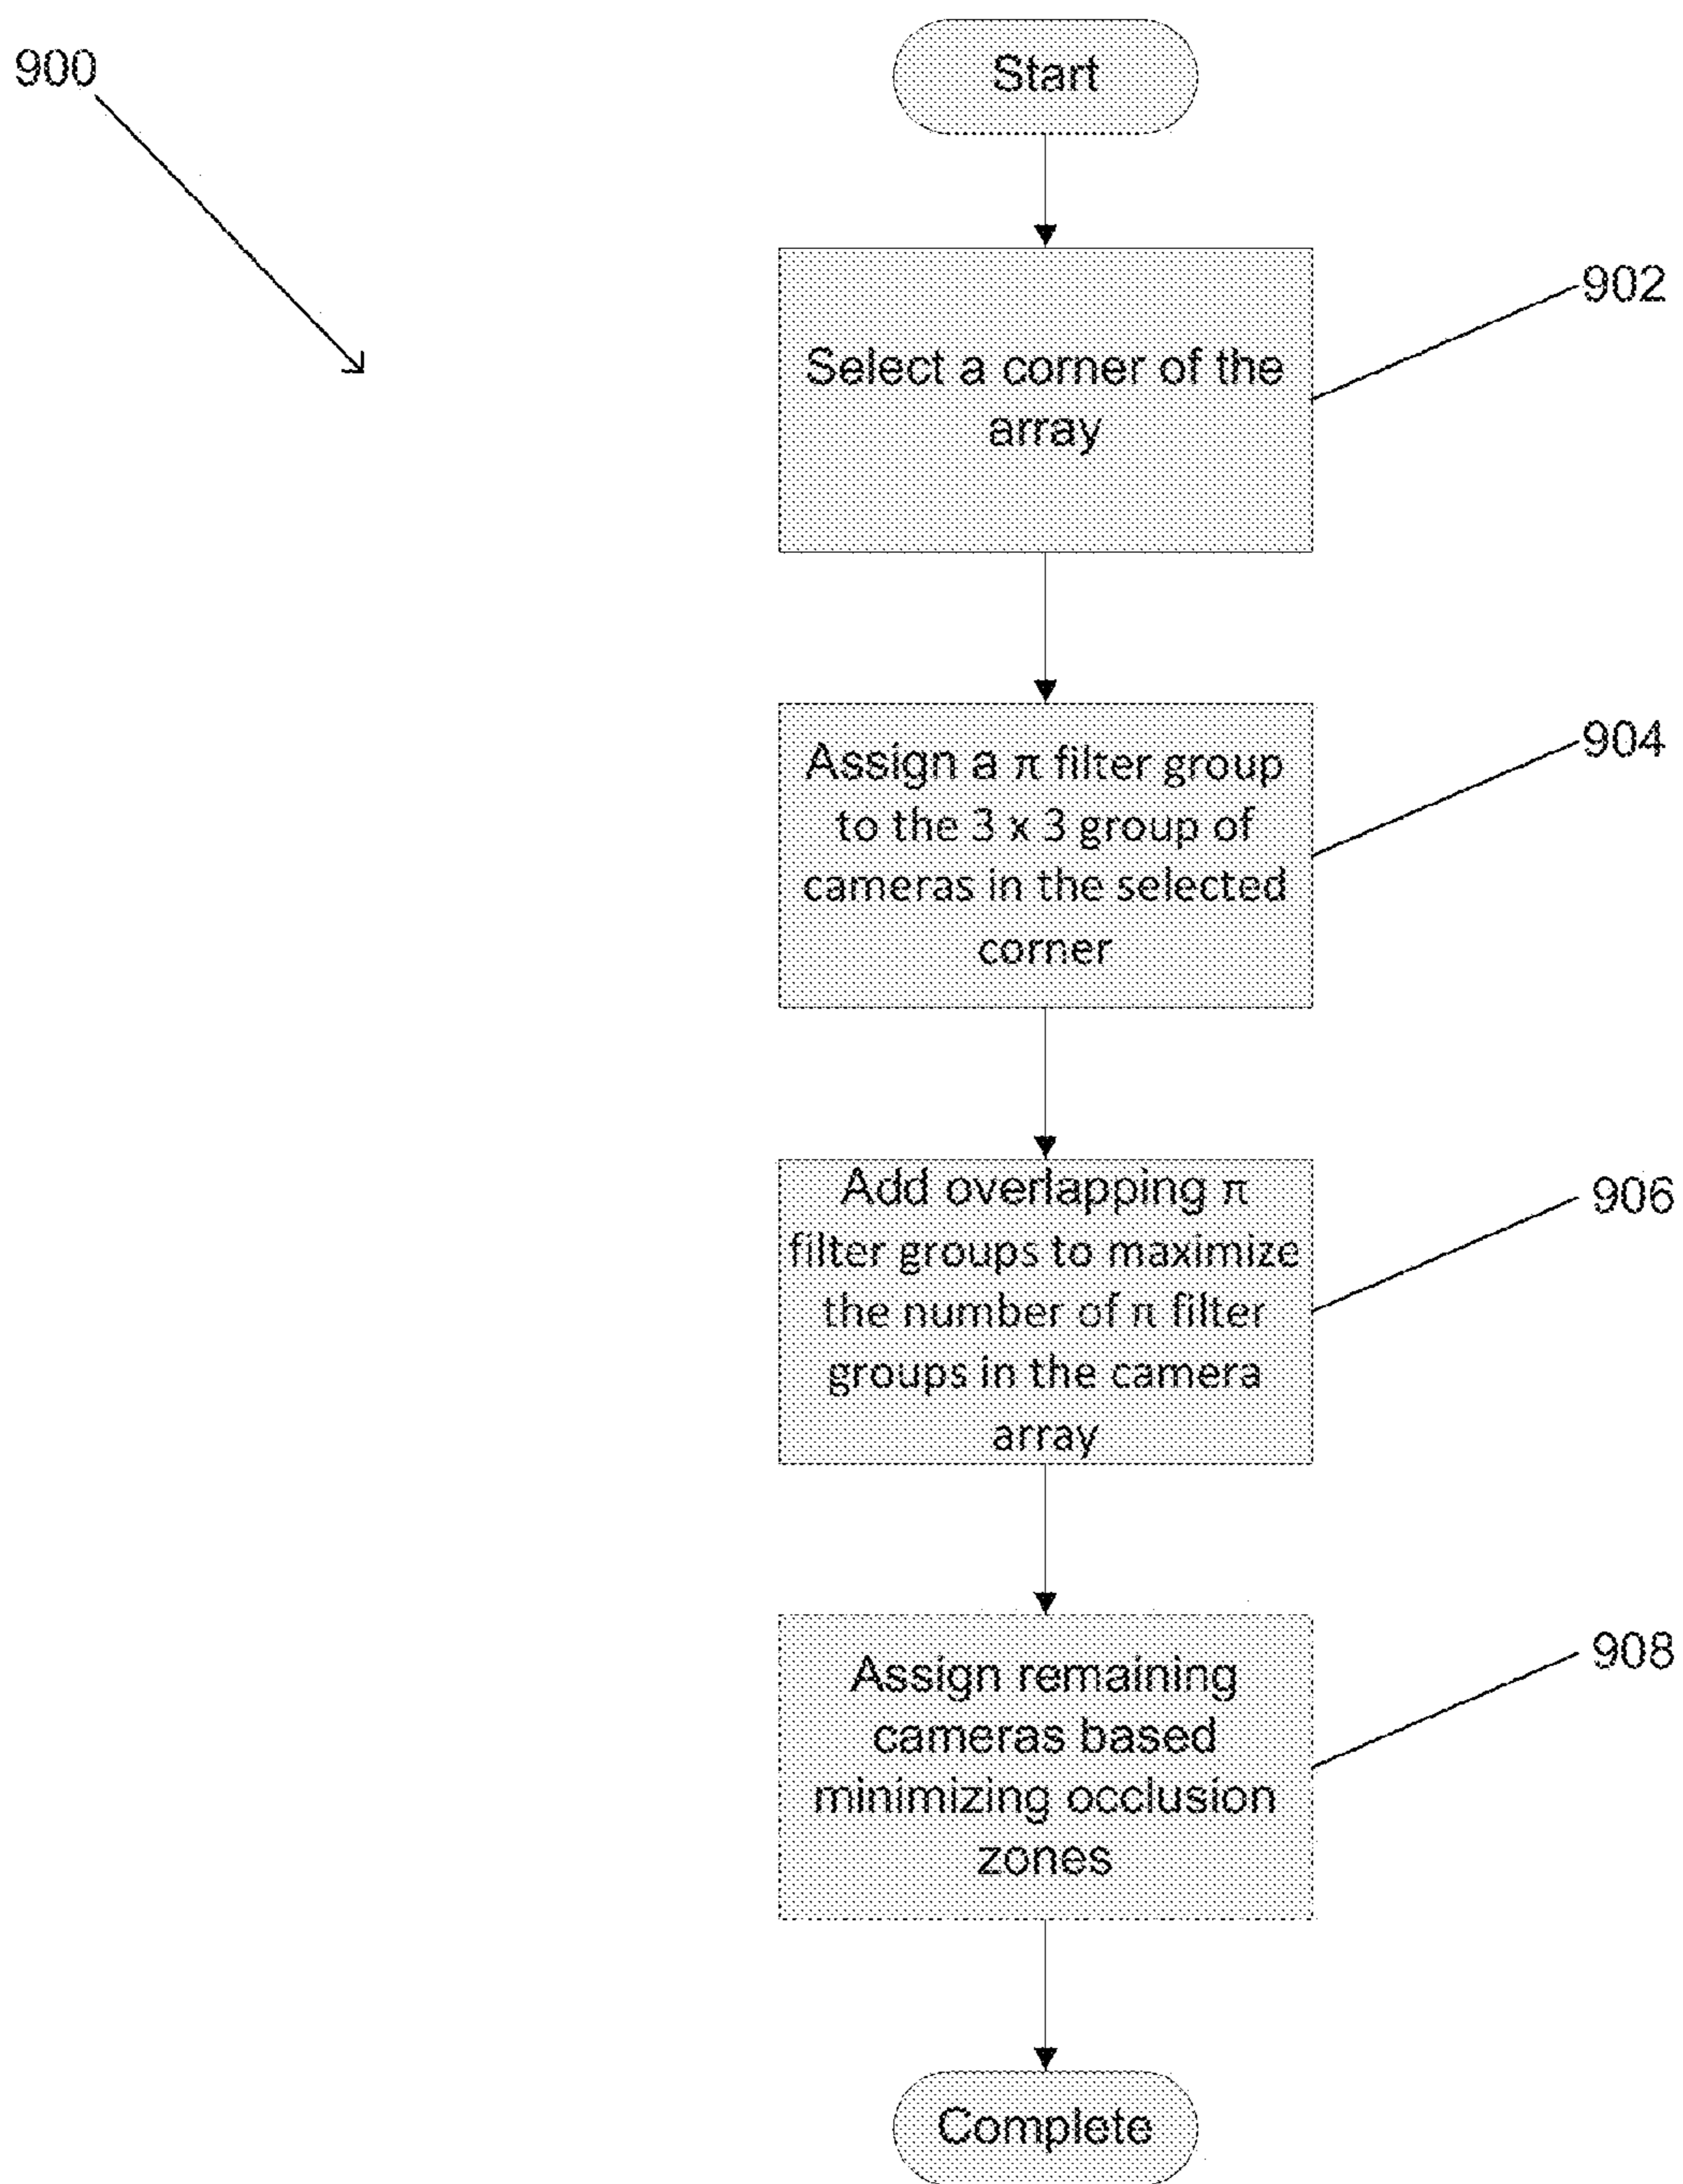 900
Start
902
Select a corner of the
array
904
Assign a π filter group
to the 3 x 3 group of
cameras in the selected
corner
906
Add overlapping π
filter groups to maximize
the number of π filter
groups in the camera
array
908
Assign remaining
cameras based
minimizing occlusion
zones
Complete